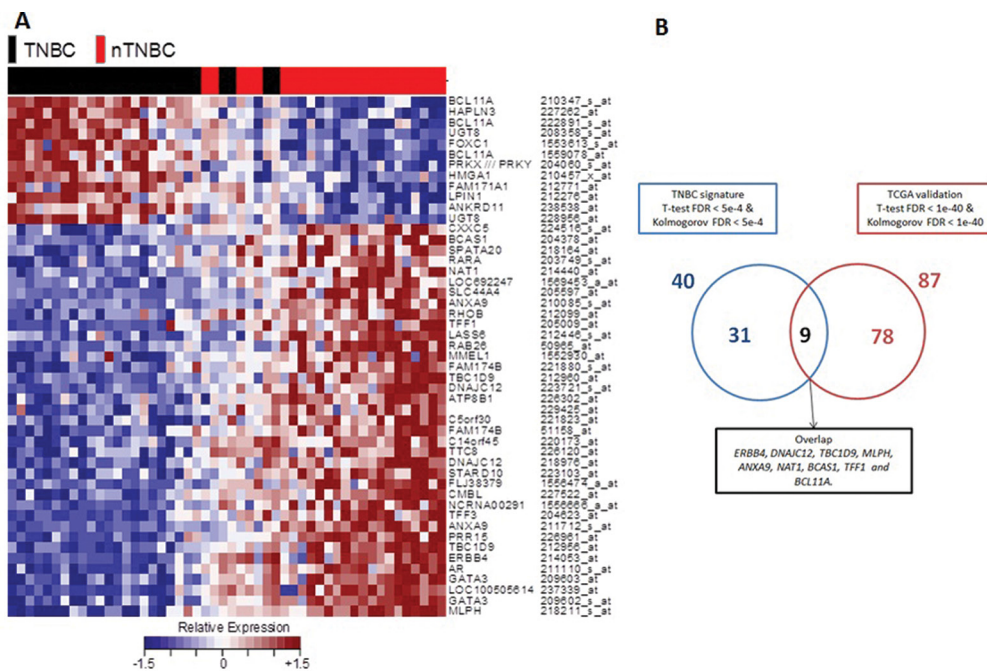 A
TNBC nTNBC
BCL11A 210347_s_at
HAPLN3 227262_at
BCL11A 222891_s_at
UGT8 208358_s_at
FOXC1 1553613_s_at
BCL11A 1559078_at
PRKX /// PRKY 204060_s_at
HMGA1 210457_x_at
FAM171A1 212771_at
LPIN1 212276_at
ANKRD11 238538_at
UGT8 228956_at
CXXC5 224516_s_at
BCAS1 204378_at
SPATA20 218164_at
RARA 203749_s_at
NAT1 214440_at
LOC692247 1569453_a_at
SLC44A4 205597_at
ANXA9 210085_s_at
RHOB 212099_at
TFF1 205009_at
LASS6 212446_s_at
RAB26 50965_at
MMEL1 1552930_at
FAM174B 221880_s_at
TBC1D9 212960_at
DNAJC12 223721_s_at
ATP8B1 226302_at
229425_at
C5orf30 221823_at
FAM174B 51158_at
C14orf45 220173_at
TTC8 226120_at
DNAJC12 218976_at
STARD10 223103_at
FLJ38379 1556474_a_at
CMBL 227522_at
NCRNA00291 1556666_a_at
TFF3 204623_at
ANXA9 211712_s_at
PRR15 226961_at
TBC1D9 212956_at
ERBB4 214053_at
AR 211110_s_at
GATA3 209603_at
LOC100505614 237339_at
GATA3 209602_s_at
MLPH 218211_s_at
Relative Expression
-1.5 0 +1.5
B
TNBC signature
T-test FDR < 5e-4 &
Kolmogorov FDR < 5e-4
TCGA validation
T-test FDR < 1e-40 &
Kolmogorov FDR < 1e-40
40 87
31 9 78
Overlap
ERBB4, DNAJC12, TBC1D9, MLPH,
ANXA9, NAT1, BCAS1, TFF1 and
BCL11A.